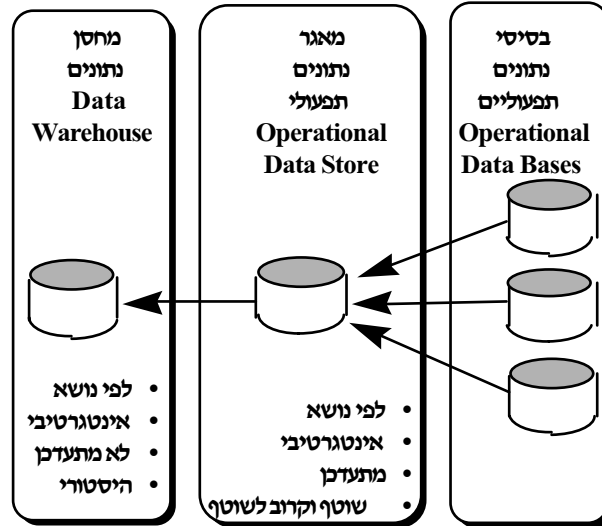 בסיסי
נתונים
תפעוליים
Operational
Data Bases
מאגר
נתונים
תפעולי
Operational
Data Store
• לפי נושא
• אינטגרטיבי
• מתעדכן
• שוטף וקרוב לשוטף
מחסן
נתונים
Data
Warehouse
• לפי נושא
• אינטגרטיבי
• לא מתעדכן
• היסטורי